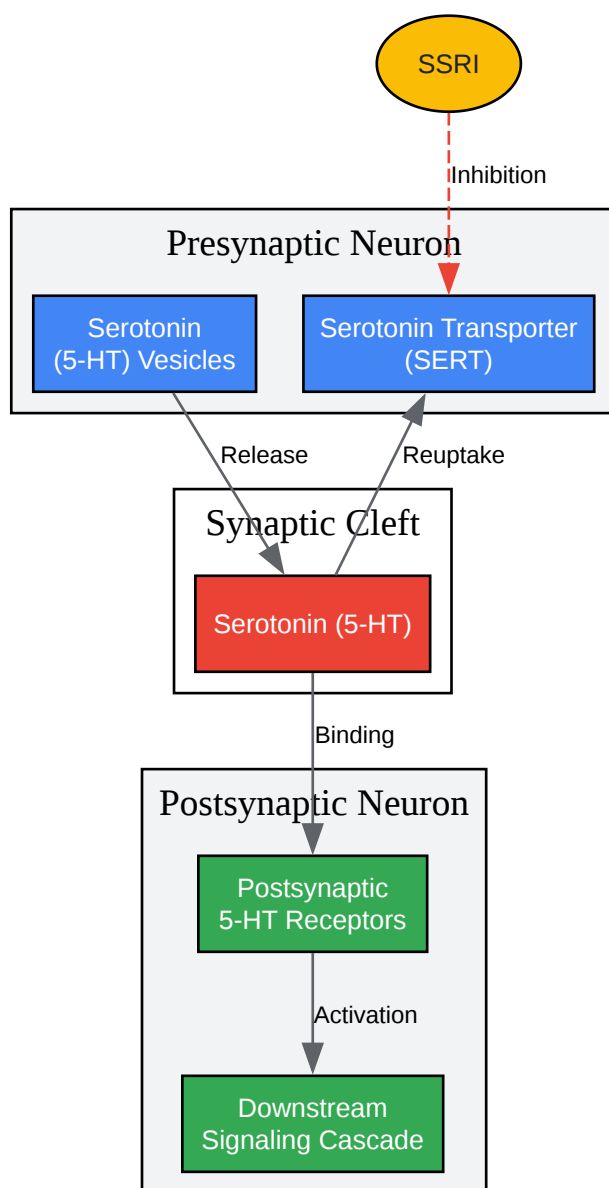 SSRI
Inhibition
Presynaptic Neuron
Serotonin
(5-HT) Vesicles
Serotonin Transporter
(SERT)
Release
Reuptake
Synaptic Cleft
Serotonin (5-HT)
Binding
Postsynaptic Neuron
Postsynaptic
5-HT Receptors
Activation
Downstream
Signaling Cascade